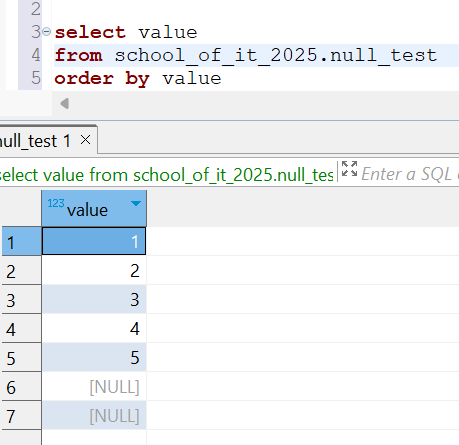 2
3 select value
4 from school_of_it_2025.null_test
5 order by value
null_test 1
select value from school_of_it_2025.null_tes
Enter a SQL
123 value
1 1
2 2
3 3
4 4
5 5
6 [NULL]
7 [NULL]